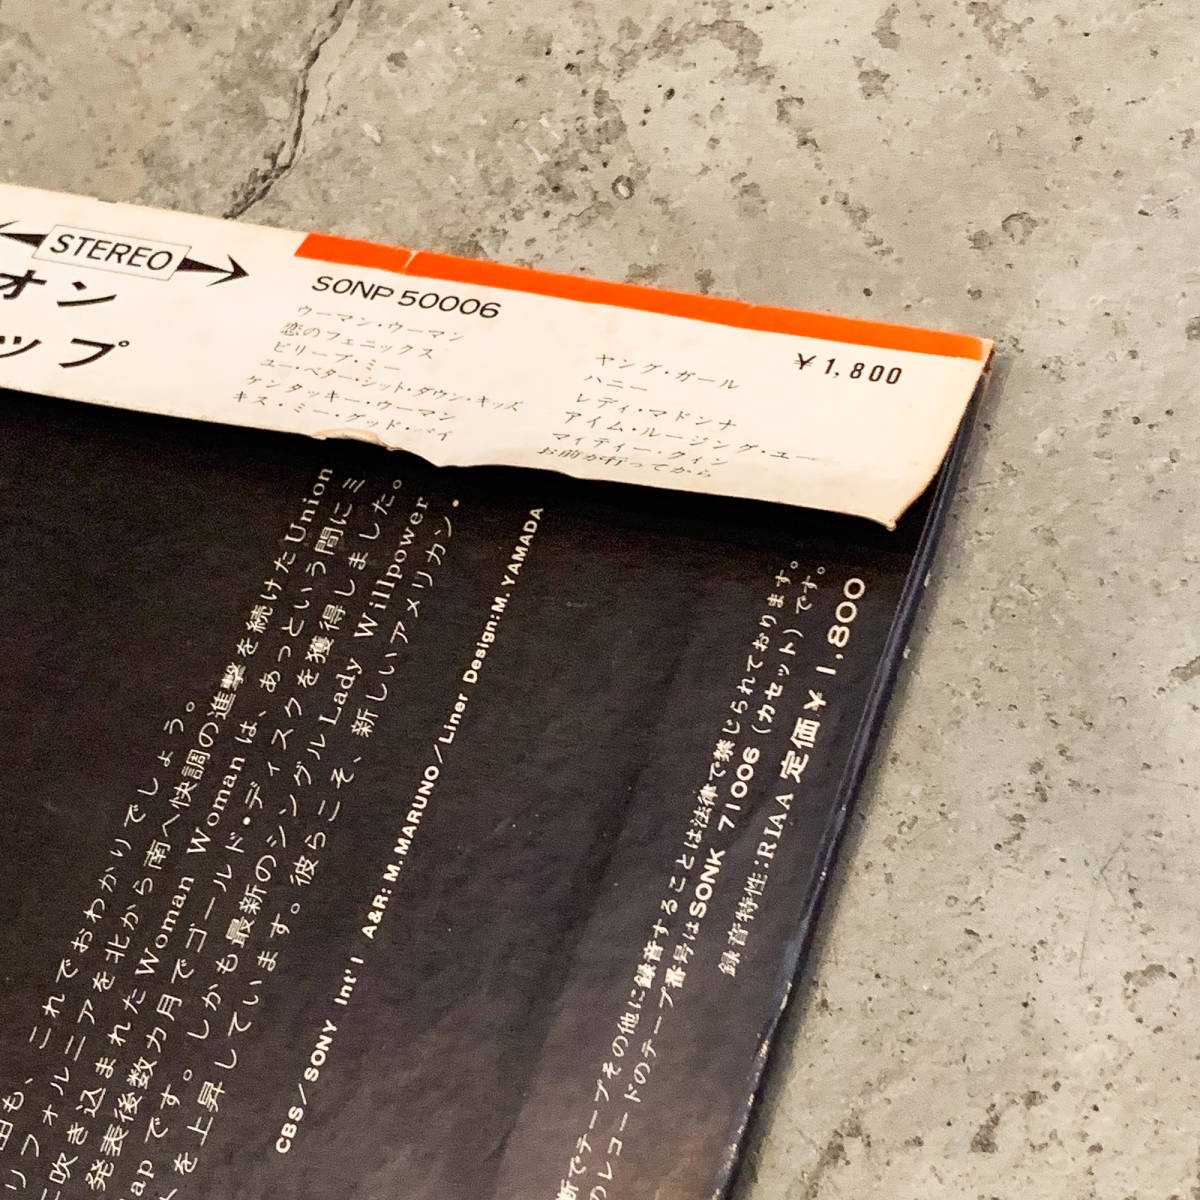 STEREO
オン
ップ
SONP 50006
ウーマン・ウーマン
恋のフェニックス
ビリーブ・ミー
ユー・ベター・シット・ダウン・キッズ
ケンタッキー・ウーマン
キス・ミー・グッド・バイ
ヤング・ガール
ハニー
レディ・マドンナ
アイム・ルージング・ユー
マイティー・クイン
お前が行ってから
¥ 1,800
も、これでおわかりでしょう。
リフォルニアを北から南へ快調の進撃を続けたUnion
吹き込まれたWoman Womanは、あっという間にミ
発表後数カ月でゴールド・ディスクを獲得しました。
apです。しかも最新のシングルLady Willpower
を上昇しています。彼らこそ、新しいアメリカン・
CBS/SONY Int'l A&R: M. MARUNO/Liner Design: M. YAMADA
断でテープその他に録音することは法律で禁じられております。
のレコードのテープ番号はSONK 71006（カセット）です。
録音特性：RIAA 定価¥ 1,800